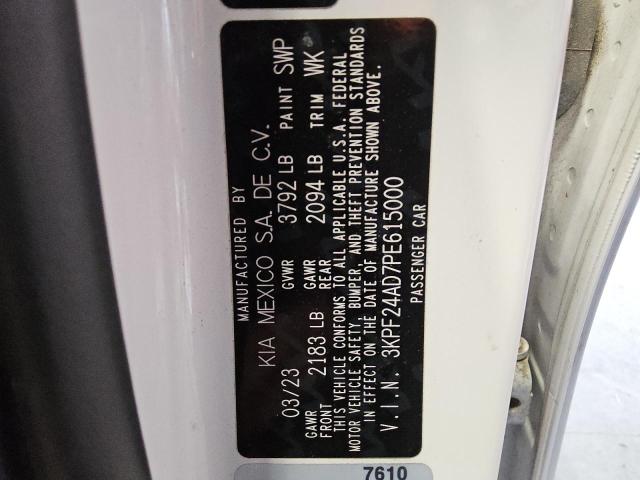 MANUFACTURED BY
KIA MEXICO S.A. DE C.V.
03/23 GVWR 3792 LB PAINT SWP
GAWR FRONT 2183 LB GAWR REAR 2094 LB TRIM WK
THIS VEHICLE CONFORMS TO ALL APPLICABLE U.S.A. FEDERAL
MOTOR VEHICLE SAFETY, BUMPER, AND THEFT PREVENTION STANDARDS
IN EFFECT ON THE DATE OF MANUFACTURE SHOWN ABOVE.
V.I.N. 3KPF24AD7PE615000
PASSENGER CAR
7610